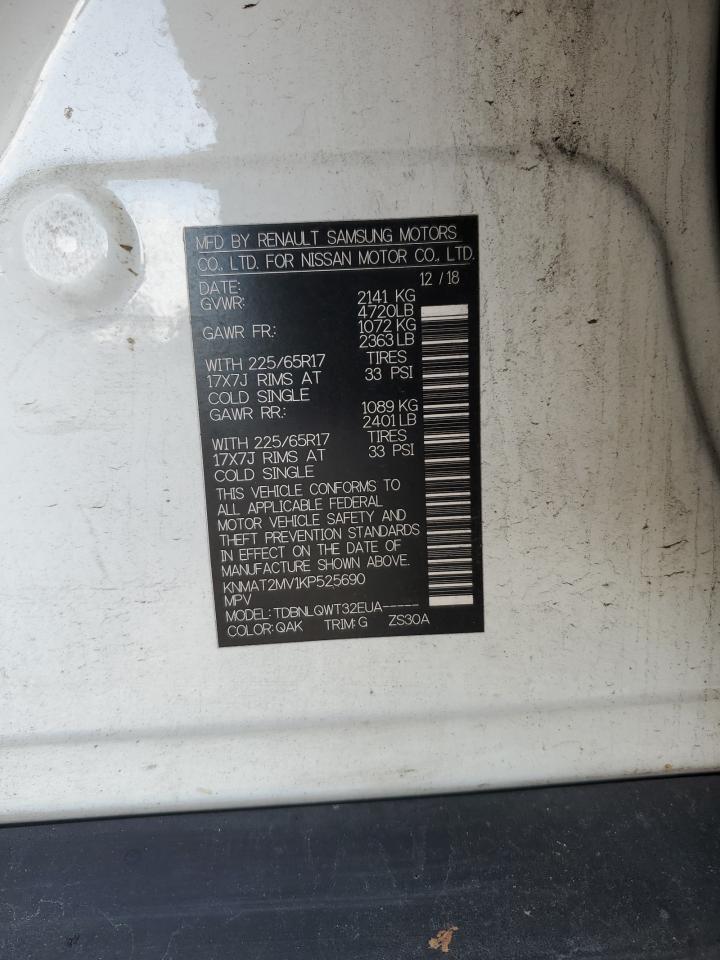 MFD BY RENAULT SAMSUNG MOTORS
CO., LTD. FOR NISSAN MOTOR CO., LTD.
DATE: 12 / 18
GVWR: 2141 KG
4720LB
GAWR FR.: 1072 KG
2363 LB
WITH 225/65R17 TIRES
17X7J RIMS AT 33 PSI
COLD SINGLE
GAWR RR.: 1089 KG
2401 LB
WITH 225/65R17 TIRES
17X7J RIMS AT 33 PSI
COLD SINGLE
THIS VEHICLE CONFORMS TO
ALL APPLICABLE FEDERAL
MOTOR VEHICLE SAFETY AND
THEFT PREVENTION STANDARDS
IN EFFECT ON THE DATE OF
MANUFACTURE SHOWN ABOVE.
KNMAT2MV1KP525690
MPV
MODEL: TDBNLQWT32EUA-----
COLOR: QAK TRIM:G ZS30A